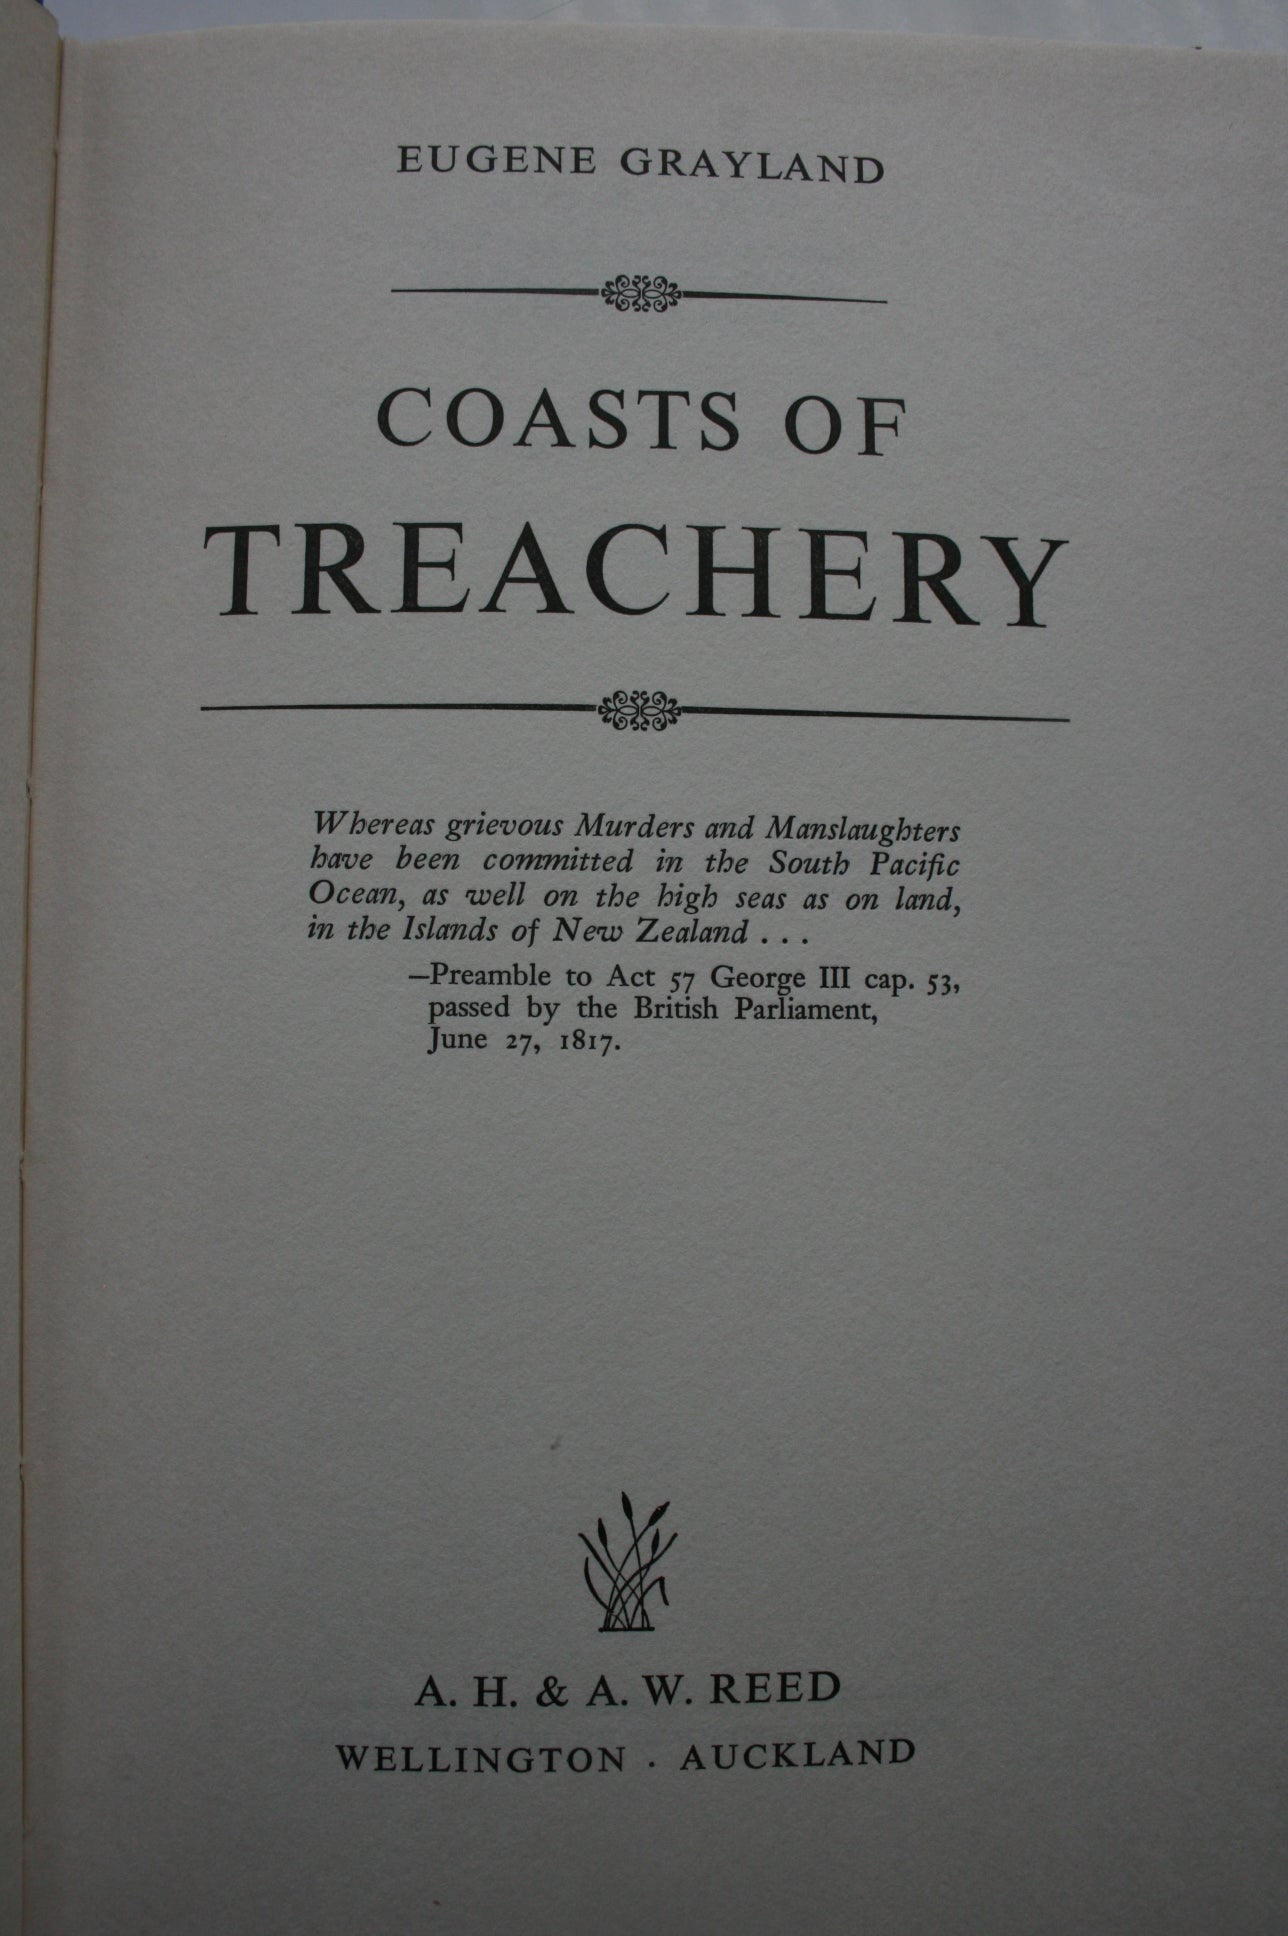 EUGENE GRAYLAND
COASTS OF
TREACHERY
Whereas grievous Murders and Manslaughters
have been committed in the South Pacific
Ocean, as well on the high seas as on land,
in the Islands of New Zealand . . .
—Preamble to Act 57 George III cap. 53,
passed by the British Parliament,
June 27, 1817.
A. H. & A. W. REED
WELLINGTON · AUCKLAND